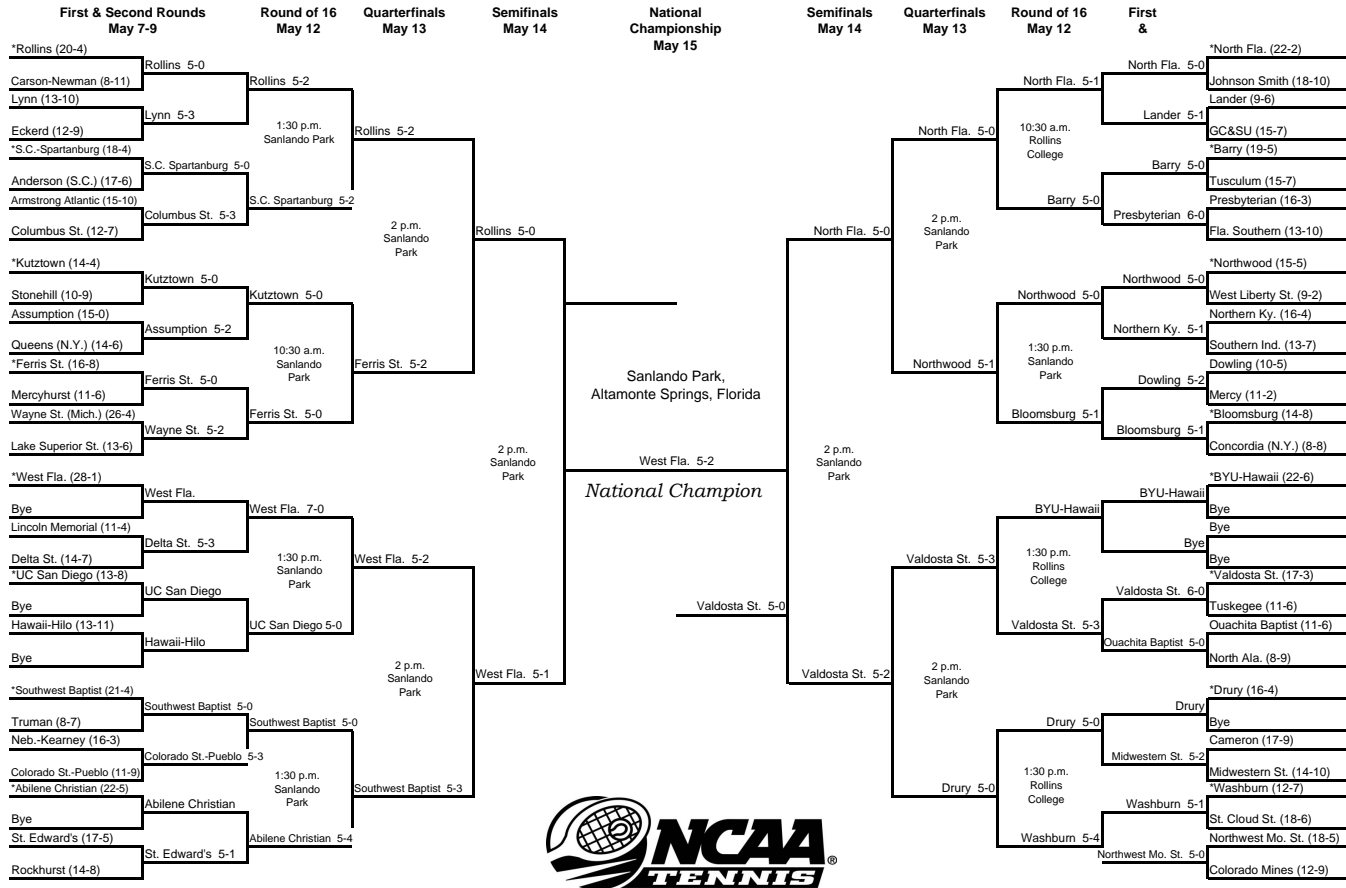 First & Second Rounds
May 7-9
Round of 16
May 12
Quarterfinals
May 13
Semifinals
May 14
National
Championship
May 15
Semifinals
May 14
Quarterfinals
May 13
Round of 16
May 12
First
&
*Rollins (20-4)
Carson-Newman (8-11)
Lynn (13-10)
Eckerd (12-9)
*S.C.-Spartanburg (18-4)
Anderson (S.C.) (17-6)
Armstrong Atlantic (15-10)
Columbus St. (12-7)
*Kutztown (14-4)
Stonehill (10-9)
Assumption (15-0)
Queens (N.Y.) (14-6)
*Ferris St. (16-8)
Mercyhurst (11-6)
Wayne St. (Mich.) (26-4)
Lake Superior St. (13-6)
*West Fla. (28-1)
Bye
Lincoln Memorial (11-4)
Delta St. (14-7)
*UC San Diego (13-8)
Bye
Hawaii-Hilo (13-11)
Bye
*Southwest Baptist (21-4)
Truman (8-7)
Neb.-Kearney (16-3)
Colorado St.-Pueblo (11-9)
*Abilene Christian (22-5)
Bye
St. Edward's (17-5)
Rockhurst (14-8)
Rollins 5-0
Lynn 5-3
S.C. Spartanburg 5-0
Columbus St. 5-3
Kutztown 5-0
Assumption 5-2
Ferris St. 5-0
Wayne St. 5-2
West Fla.
Delta St. 5-3
UC San Diego
Hawaii-Hilo
Southwest Baptist 5-0
Colorado St.-Pueblo 5-3
Abilene Christian
St. Edward's 5-1
Rollins 5-2
1:30 p.m.
Sanlando Park
S.C. Spartanburg 5-2
Kutztown 5-0
10:30 a.m.
Sanlando
Park
Ferris St. 5-0
West Fla. 7-0
1:30 p.m.
Sanlando
Park
UC San Diego 5-0
Southwest Baptist 5-0
1:30 p.m.
Sanlando
Park
Abilene Christian 5-4
Rollins 5-2
2 p.m.
Sanlando
Park
Ferris St. 5-2
West Fla. 5-2
2 p.m.
Sanlando
Park
Southwest Baptist 5-3
Rollins 5-0
2 p.m.
Sanlando
Park
West Fla. 5-1
Sanlando Park,
Altamonte Springs, Florida
West Fla. 5-2
National Champion
Valdosta St. 5-0
North Fla. 5-0
2 p.m.
Sanlando
Park
Valdosta St. 5-2
North Fla. 5-0
2 p.m.
Sanlando
Park
Northwood 5-1
Valdosta St. 5-3
2 p.m.
Sanlando
Park
Drury 5-0
North Fla. 5-1
10:30 a.m.
Rollins
College
Barry 5-0
Northwood 5-0
1:30 p.m.
Sanlando
Park
Bloomsburg 5-1
BYU-Hawaii
1:30 p.m.
Rollins
College
Valdosta St. 5-3
Drury 5-0
1:30 p.m.
Rollins
College
Washburn 5-4
North Fla. 5-0
Lander 5-1
Barry 5-0
Presbyterian 6-0
Northwood 5-0
Northern Ky. 5-1
Dowling 5-2
Bloomsburg 5-1
BYU-Hawaii
Bye
Valdosta St. 6-0
Ouachita Baptist 5-0
Drury
Midwestern St. 5-2
Washburn 5-1
Northwest Mo. St. 5-0
*North Fla. (22-2)
Johnson Smith (18-10)
Lander (9-6)
GC&SU (15-7)
*Barry (19-5)
Tusculum (15-7)
Presbyterian (16-3)
Fla. Southern (13-10)
*Northwood (15-5)
West Liberty St. (9-2)
Northern Ky. (16-4)
Southern Ind. (13-7)
Dowling (10-5)
Mercy (11-2)
*Bloomsburg (14-8)
Concordia (N.Y.) (8-8)
*BYU-Hawaii (22-6)
Bye
Bye
Bye
*Valdosta St. (17-3)
Tuskegee (11-6)
Ouachita Baptist (11-6)
North Ala. (8-9)
*Drury (16-4)
Bye
Cameron (17-9)
Midwestern St. (14-10)
*Washburn (12-7)
St. Cloud St. (18-6)
Northwest Mo. St. (18-5)
Colorado Mines (12-9)
NCAA®
TENNIS